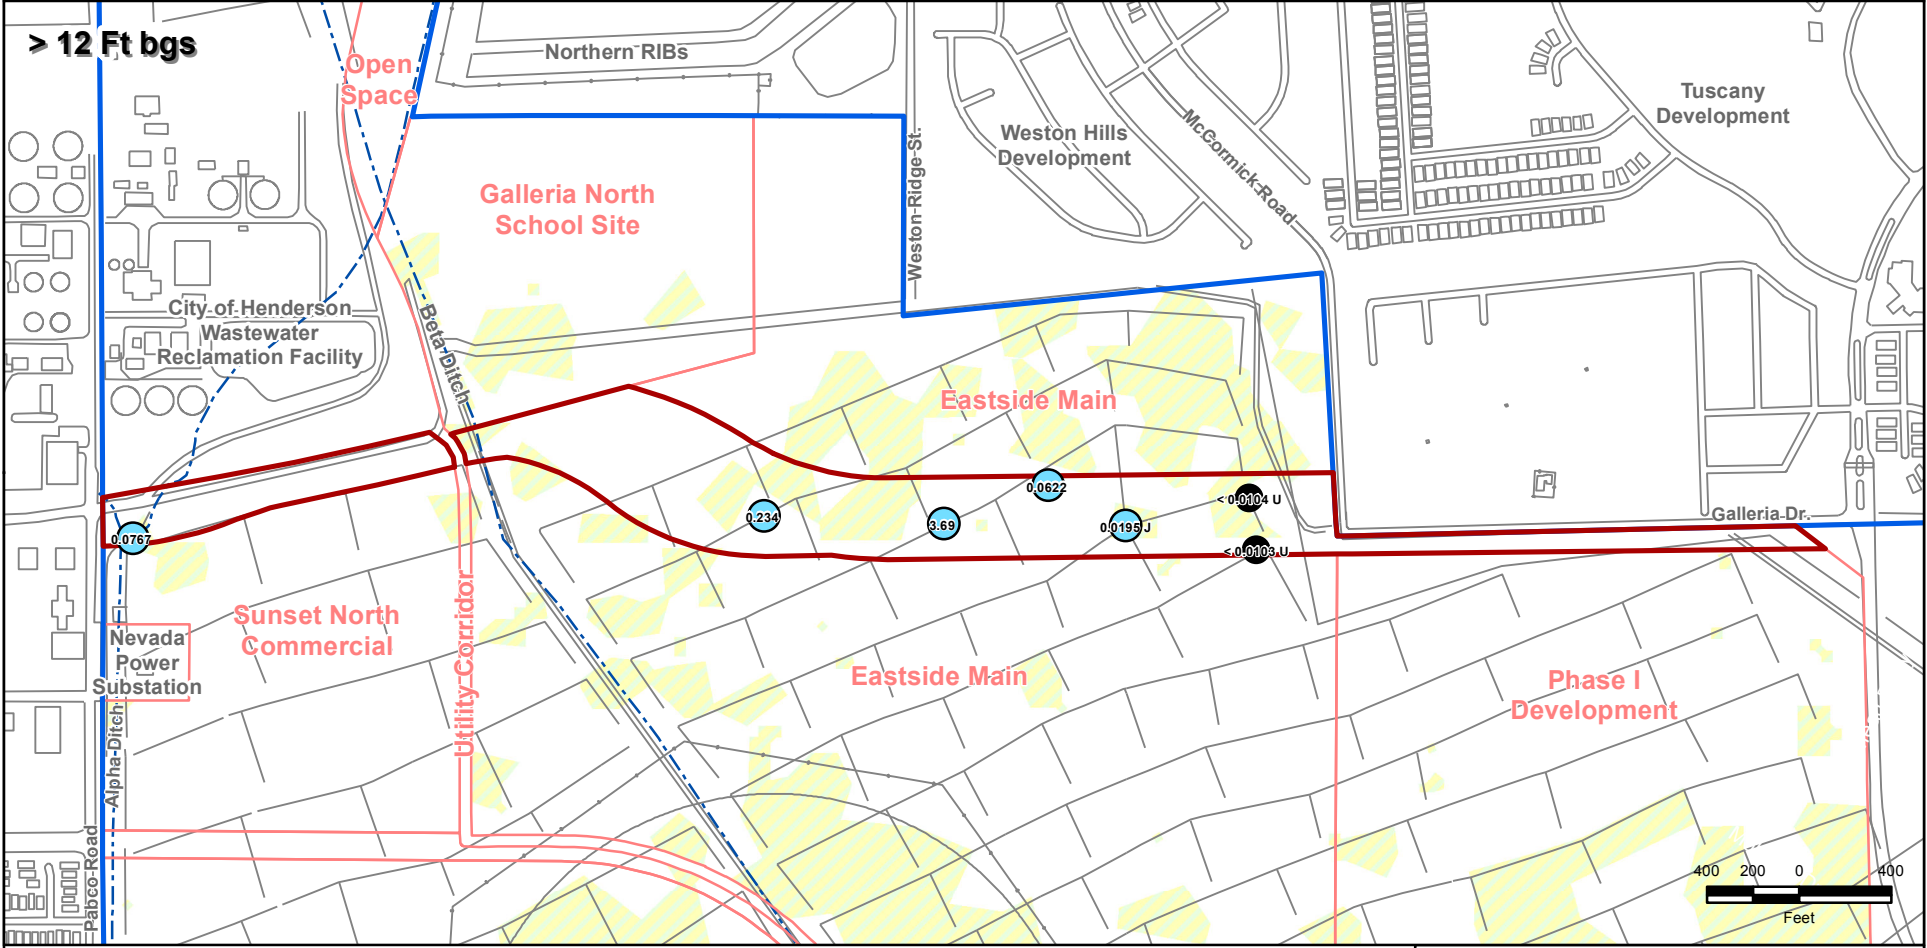 > 12 Ft bgs
Open
Space
Northern RIBs
Tuscany
Development
Weston Hills
Development
McCormick Road
Weston Ridge St.
Galleria North
School Site
City of Henderson
Wastewater
Reclamation Facility
Beta Ditch
Eastside Main
0.0767
0.234
3.69
0.0622
0.0195 J
< 0.0104 U
< 0.0103 U
Galleria Dr.
Sunset North
Commercial
Utility Corridor
Nevada
Power
Substation
Alpha Ditch
Pabco Road
Eastside Main
Phase I
Development
400 200 0 400
Feet